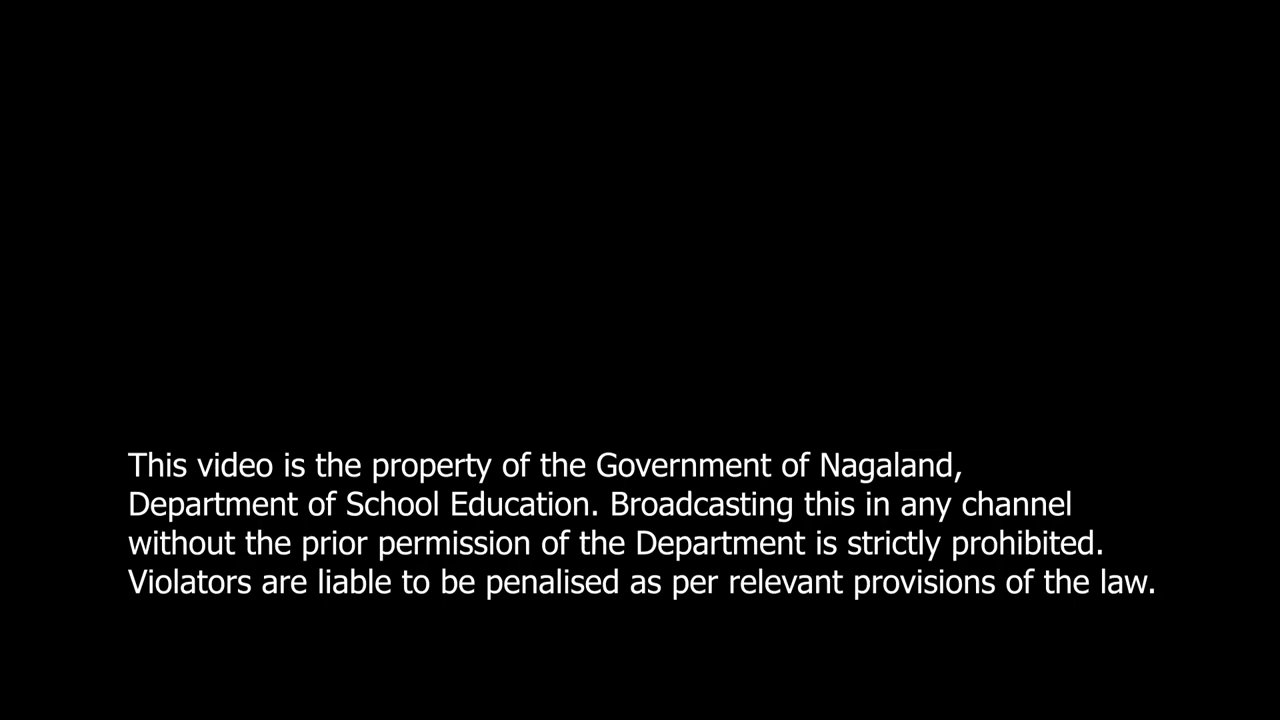 This video is the property of the Government of Nagaland,
Department of School Education. Broadcasting this in any channel
without the prior permission of the Department is strictly prohibited.
Violators are liable to be penalised as per relevant provisions of the law.